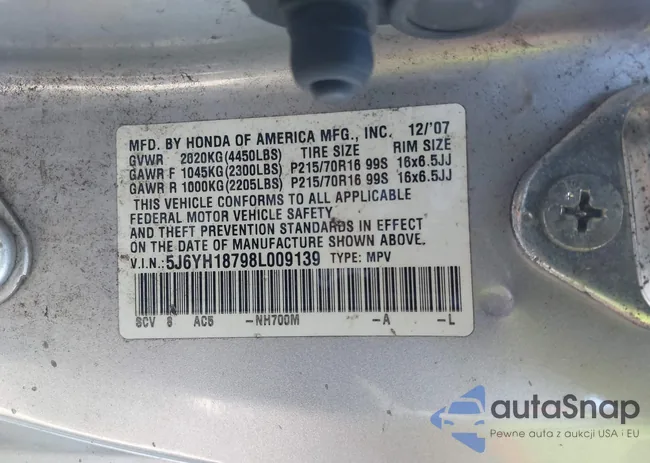 MFD. BY HONDA OF AMERICA MFG., INC. 12/'07
GVWR 2020KG(4450LBS) TIRE SIZE RIM SIZE
GAWR F 1045KG(2300LBS) P215/70R16 99S 16x6.5JJ
GAWR R 1000KG(2205LBS) P215/70R16 99S 16x6.5JJ
THIS VEHICLE CONFORMS TO ALL APPLICABLE
FEDERAL MOTOR VEHICLE SAFETY
AND THEFT PREVENTION STANDARDS IN EFFECT
ON THE DATE OF MANUFACTURE SHOWN ABOVE.
V.I.N.:5J6YH18798L009139 TYPE: MPV
SCV 8 AC5 -NH700M -A -L
autaSnap
Pewne auta z aukcji USA i EU